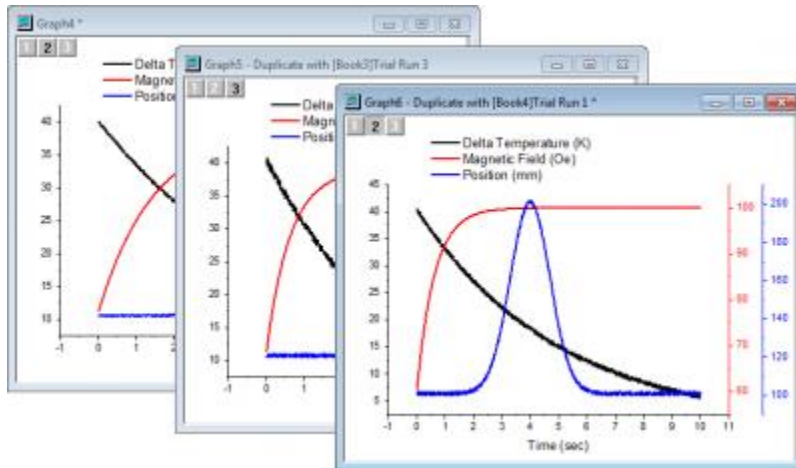 Graph4 *
1 2 3
Delta T
Magnet
Positio
40
35
30
25
20
15
10
-1 0 1 2
Graph5 - Duplicate with [Book3]Trial Run 3
1 2 3
Delta
Magn
Positi
40
35
30
25
20
15
10
-1 0 1
Graph6 - Duplicate with [Book4]Trial Run 1 *
1 2 3
Delta Temperature (K)
Magnetic Field (Oe)
Position (mm)
45
40
35
30
25
20
15
10
5
-1 0 1 2 3 4 5 6 7 8 9 10 11
Time (sec)
100
90
80
70
60
200
180
160
140
120
100